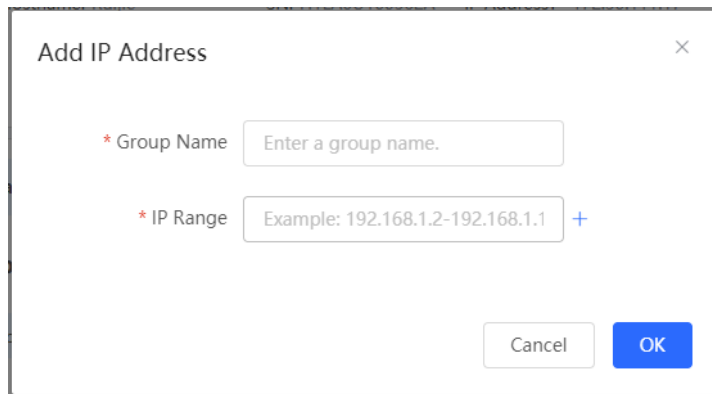 Add IP Address
* Group Name
Enter a group name.
* IP Range
Example: 192.168.1.2-192.168.1.1
+
Cancel
OK